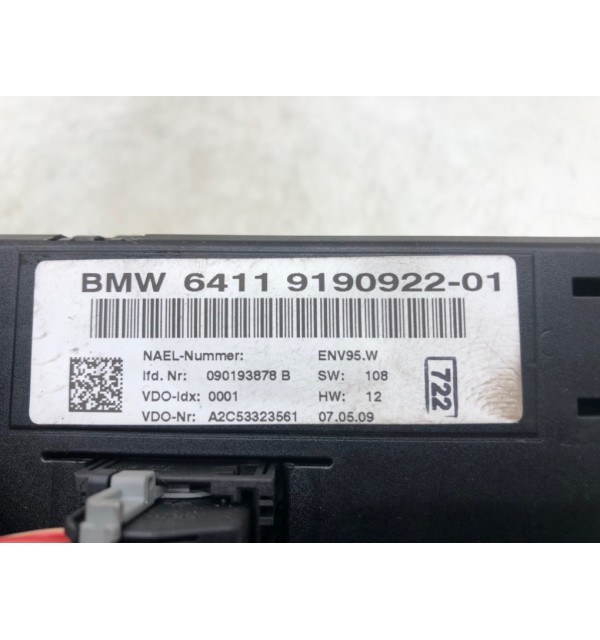 BMW 6411 9190922-01
NAEL-Nummer: ENV95.W
lfd. Nr: 090193878 B SW: 108
VDO-Idx: 0001 HW: 12
VDO-Nr: A2C53323561 07.05.09
722